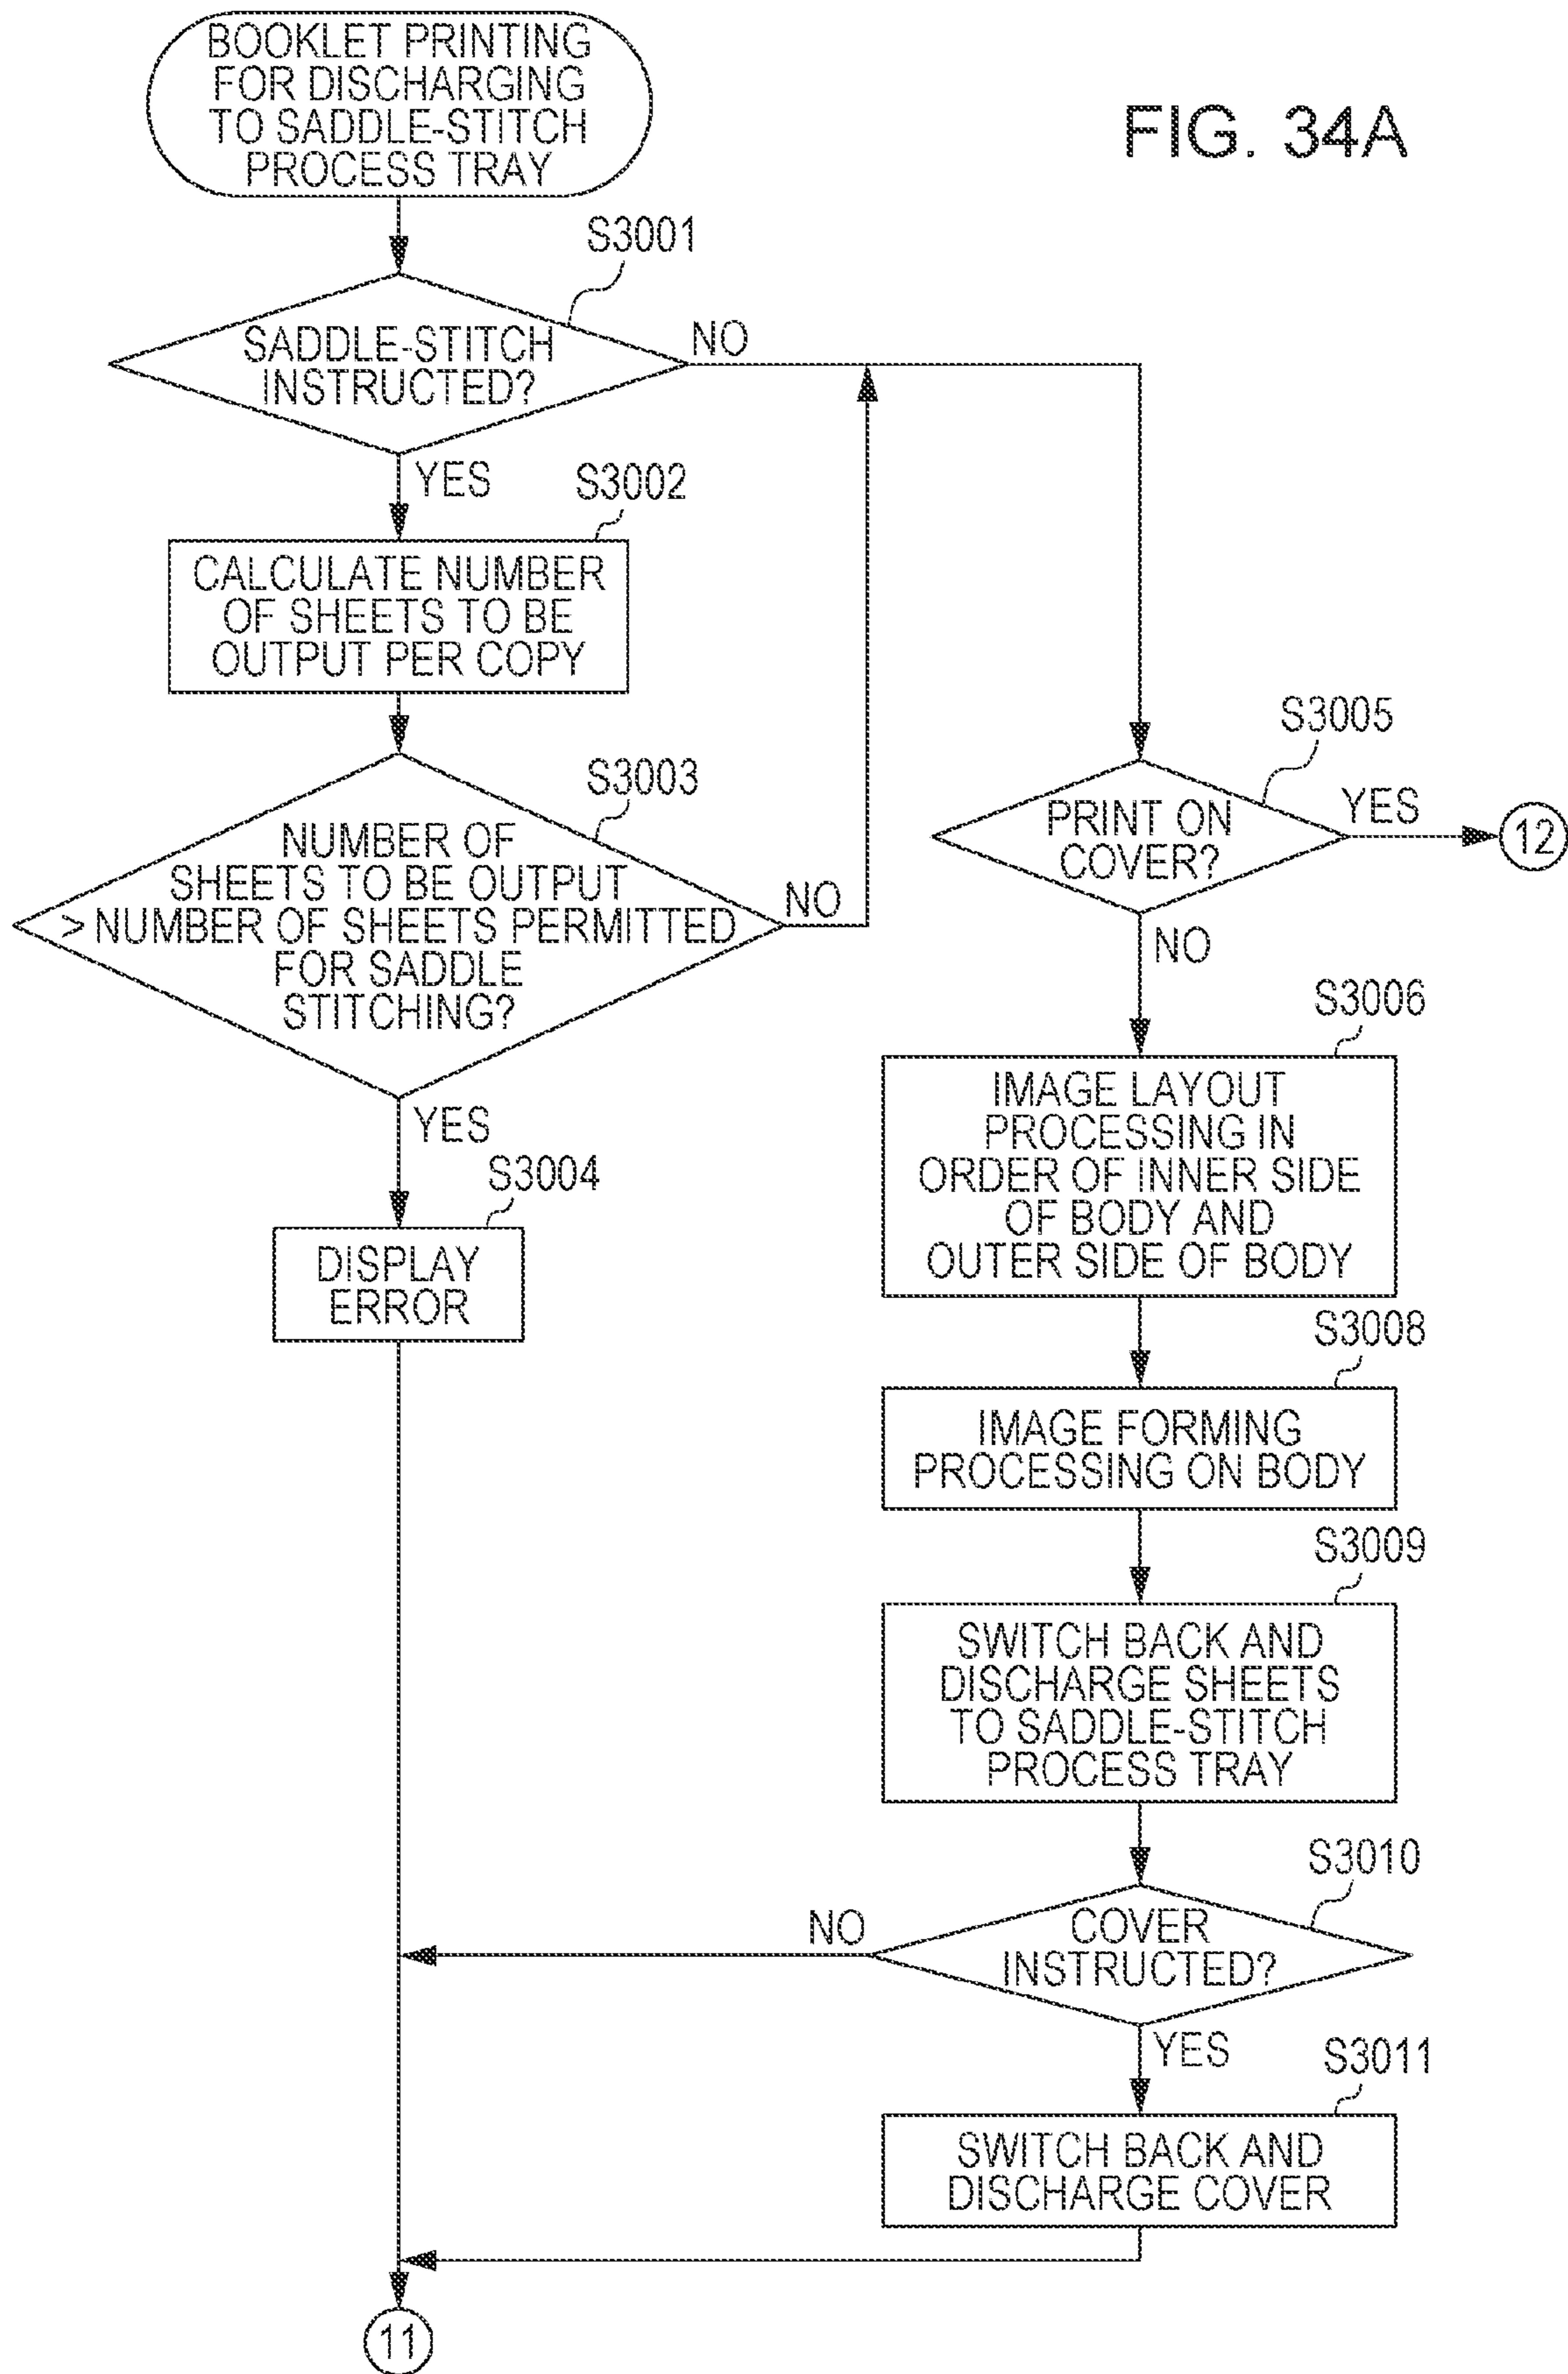 BOOKLET PRINTING
FOR DISCHARGING
TO SADDLE-STITCH
PROCESS TRAY
FIG. 34A
S3001
SADDLE-STITCH
INSTRUCTED?
NO
YES
S3002
CALCULATE NUMBER
OF SHEETS TO BE
OUTPUT PER COPY
S3003
NUMBER OF
SHEETS TO BE OUTPUT
> NUMBER OF SHEETS PERMITTED
FOR SADDLE
STITCHING?
NO
YES
S3004
DISPLAY
ERROR
S3005
PRINT ON
COVER?
YES
12
NO
S3006
IMAGE LAYOUT
PROCESSING IN
ORDER OF INNER SIDE
OF BODY AND
OUTER SIDE OF BODY
S3008
IMAGE FORMING
PROCESSING ON BODY
S3009
SWITCH BACK AND
DISCHARGE SHEETS
TO SADDLE-STITCH
PROCESS TRAY
S3010
COVER
INSTRUCTED?
NO
YES
S3011
SWITCH BACK AND
DISCHARGE COVER
11